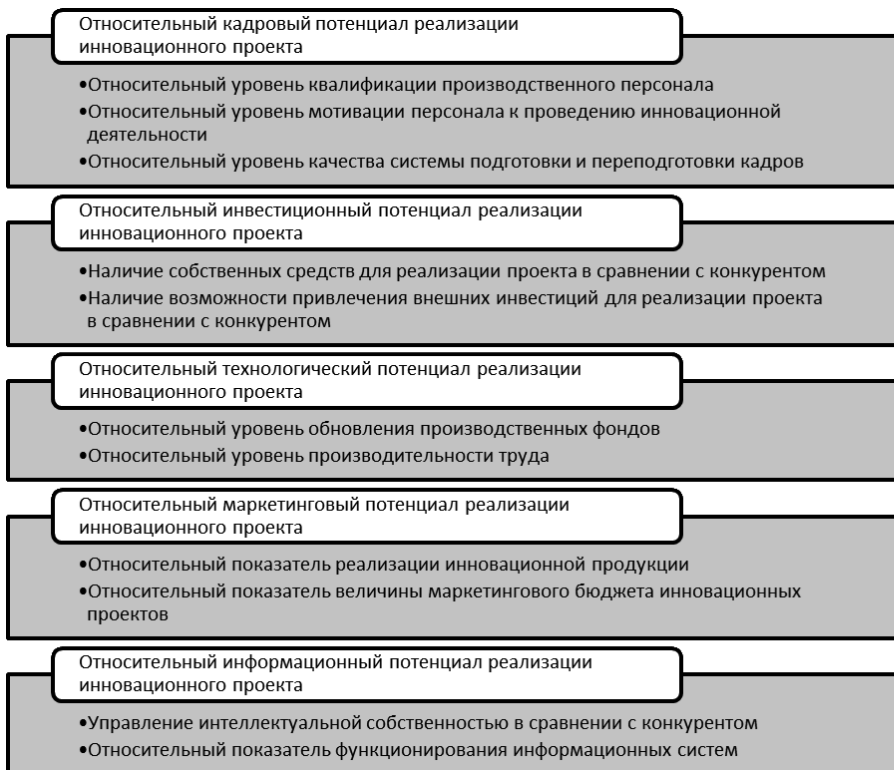 Относительный кадровый потенциал реализации
инновационного проекта
•Относительный уровень квалификации производственного персонала
•Относительный уровень мотивации персонала к проведению инновационной
деятельности
•Относительный уровень качества системы подготовки и переподготовки кадров
Относительный инвестиционный потенциал реализации
инновационного проекта
•Наличие собственных средств для реализации проекта в сравнении с конкурентом
•Наличие возможности привлечения внешних инвестиций для реализации проекта
в сравнении с конкурентом
Относительный технологический потенциал реализации
инновационного проекта
•Относительный уровень обновления производственных фондов
•Относительный уровень производительности труда
Относительный маркетинговый потенциал реализации
инновационного проекта
•Относительный показатель реализации инновационной продукции
•Относительный показатель величины маркетингового бюджета инновационных
проектов
Относительный информационный потенциал реализации
инновационного проекта
•Управление интеллектуальной собственностью в сравнении с конкурентом
•Относительный показатель функционирования информационных систем